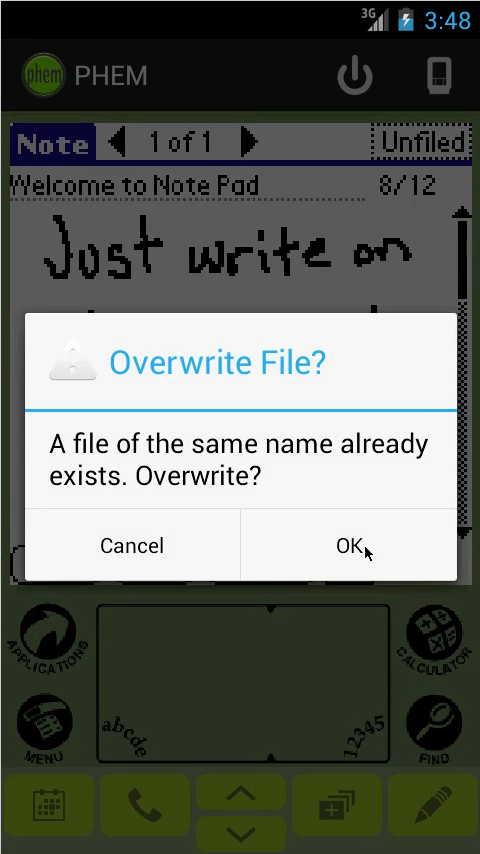 3G 3:48
phem PHEM
Note 1 of 1 Unfiled
Welcome to Note Pad 8/12
Just write on
Overwrite File?
A file of the same name already
exists. Overwrite?
Cancel OK
APPLICATIONS CALCULATOR
abcde 12345
MENU FIND